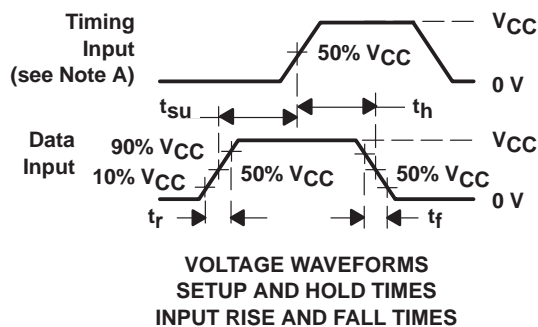 Timing
Input
(see Note A)
50% VCC
VCC
0 V
tsu
th
Data
Input
90% VCC
10% VCC
50% VCC
50% VCC
VCC
0 V
tr
tf
VOLTAGE WAVEFORMS
SETUP AND HOLD TIMES
INPUT RISE AND FALL TIMES